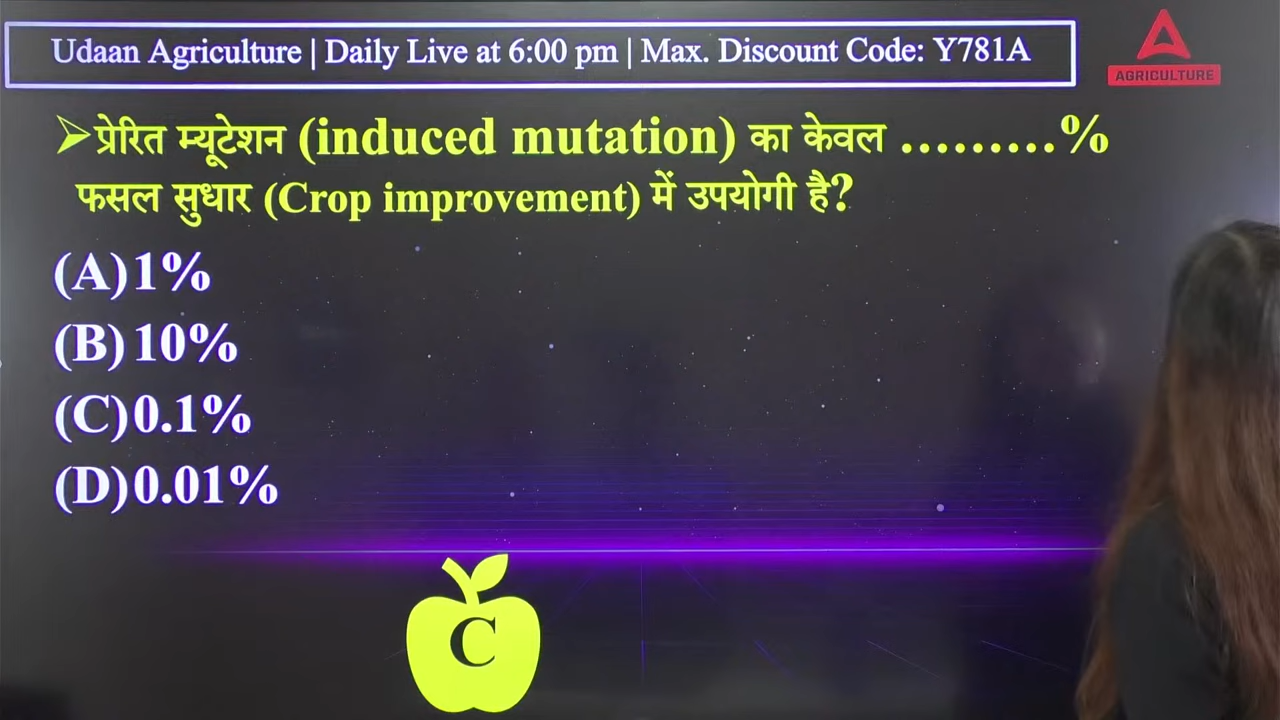 Udaan Agriculture | Daily Live at 6:00 pm | Max. Discount Code: Y781A
AGRICULTURE
➢प्रेरित म्यूटेशन (induced mutation) का केवल .........%
फसल सुधार (Crop improvement) में उपयोगी है?
(A) 1%
(B) 10%
(C) 0.1%
(D) 0.01%
C